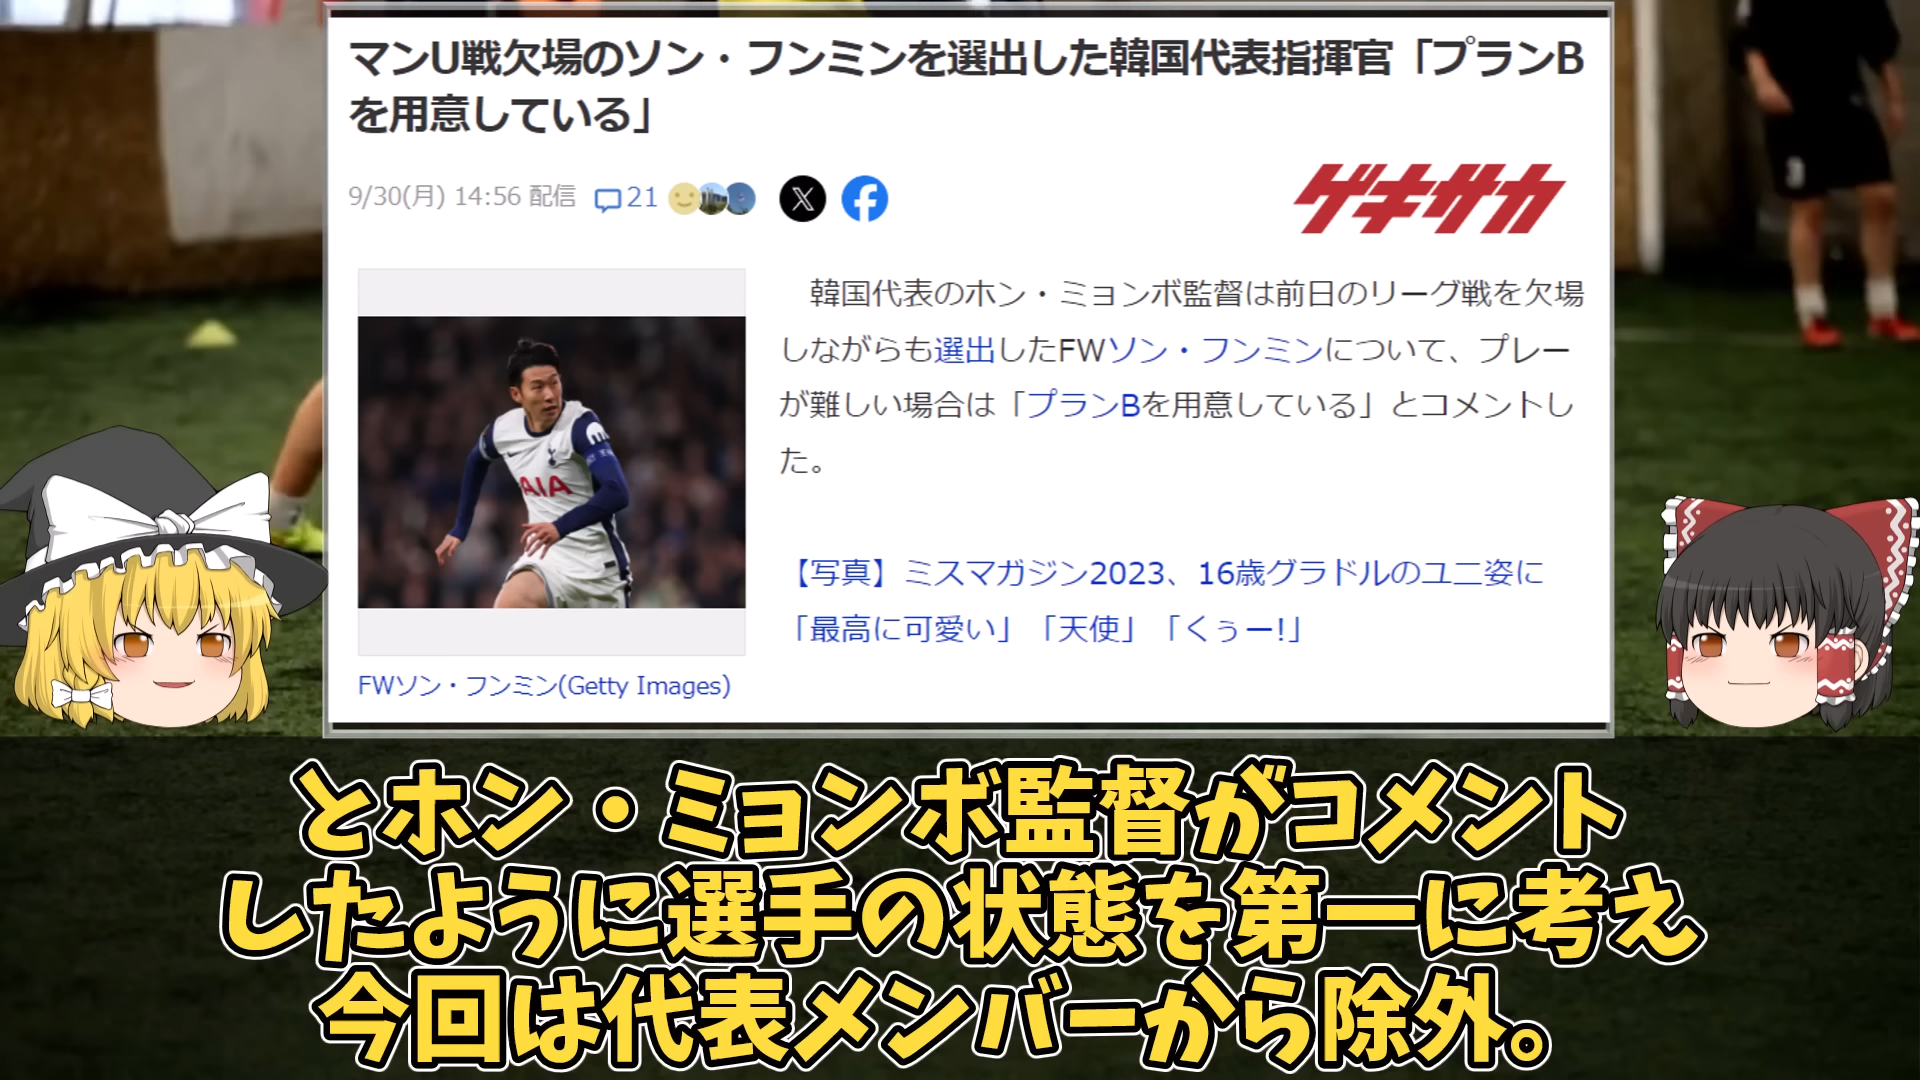 マンU戦欠場のソン・フンミンを選出した韓国代表指揮官「プランB
を用意している」
9/30(月) 14:56 配信 21
ゲキサカ
韓国代表のホン・ミョンボ監督は前日のリーグ戦を欠場
しながらも選出したFWソン・フンミンについて、プレー
が難しい場合は「プランBを用意している」とコメントし
た。
AIA
【写真】ミスマガジン2023、16歳グラドルのユニ姿に
「最高に可愛い」「天使」「くぅー!」
FWソン・フンミン(Getty Images)
とホン・ミョンボ監督がコメント
したように選手の状態を第一に考え
今回は代表メンバーから除外。